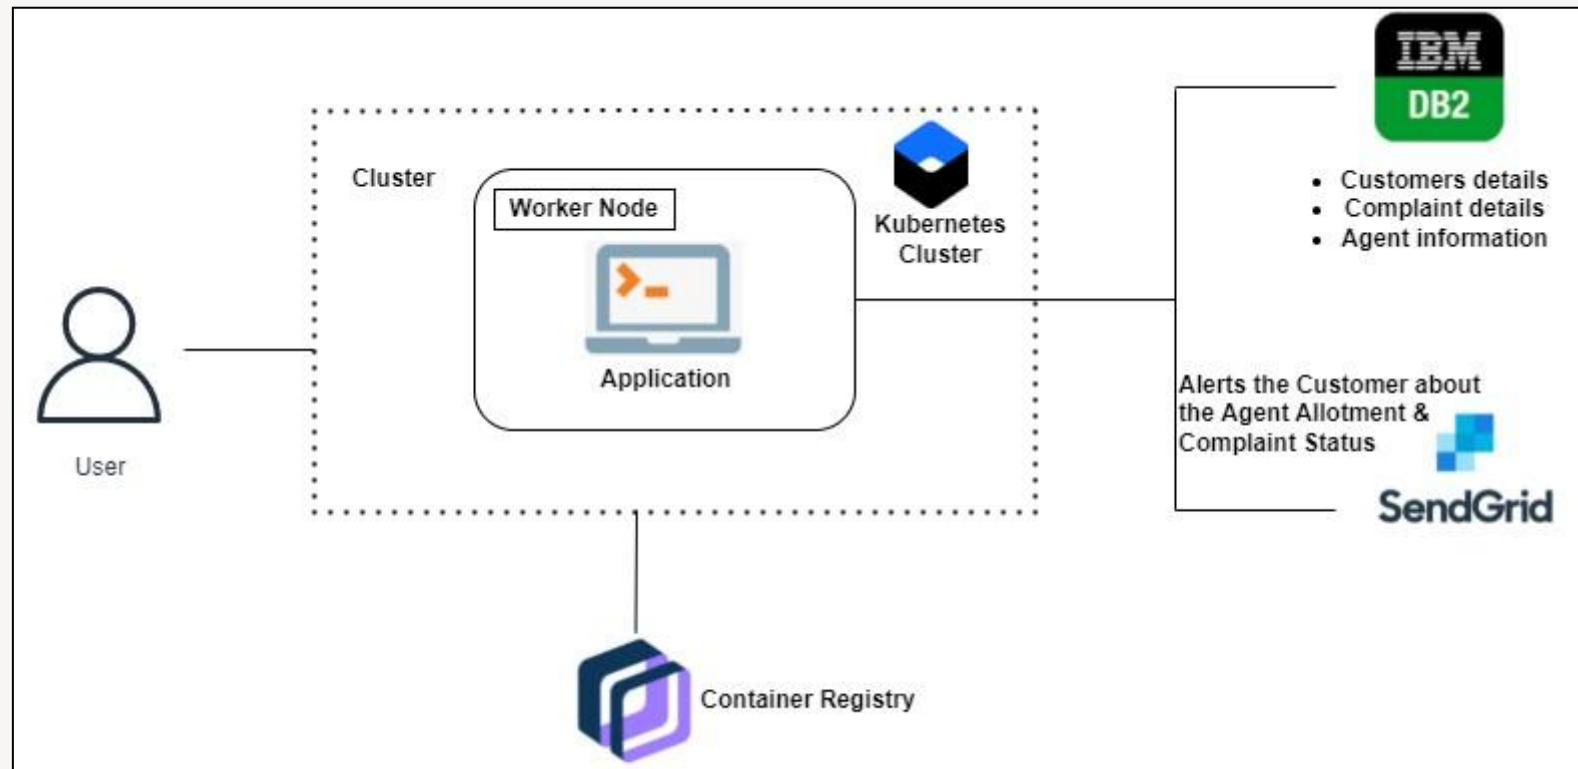 IBM
DB2
Cluster
Worker Node
Kubernetes
Cluster
• Customers details
• Complaint details
• Agent information
Application
Alerts the Customer about
the Agent Allotment &
Complaint Status
User
SendGrid
Container Registry